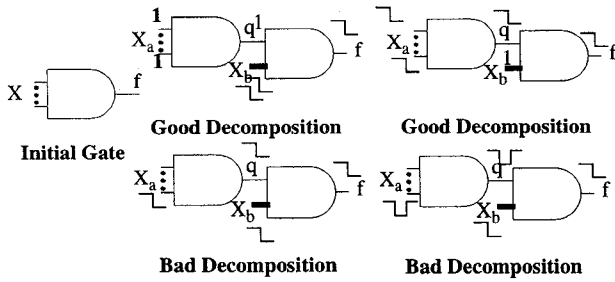 1
X_a
1
q
1
X_b
f
Good Decomposition
X_a
q
1
X_b
f
Good Decomposition
X
f
Initial Gate
X_a
q
X_b
f
Bad Decomposition
X_a
q
X_b
f
Bad Decomposition